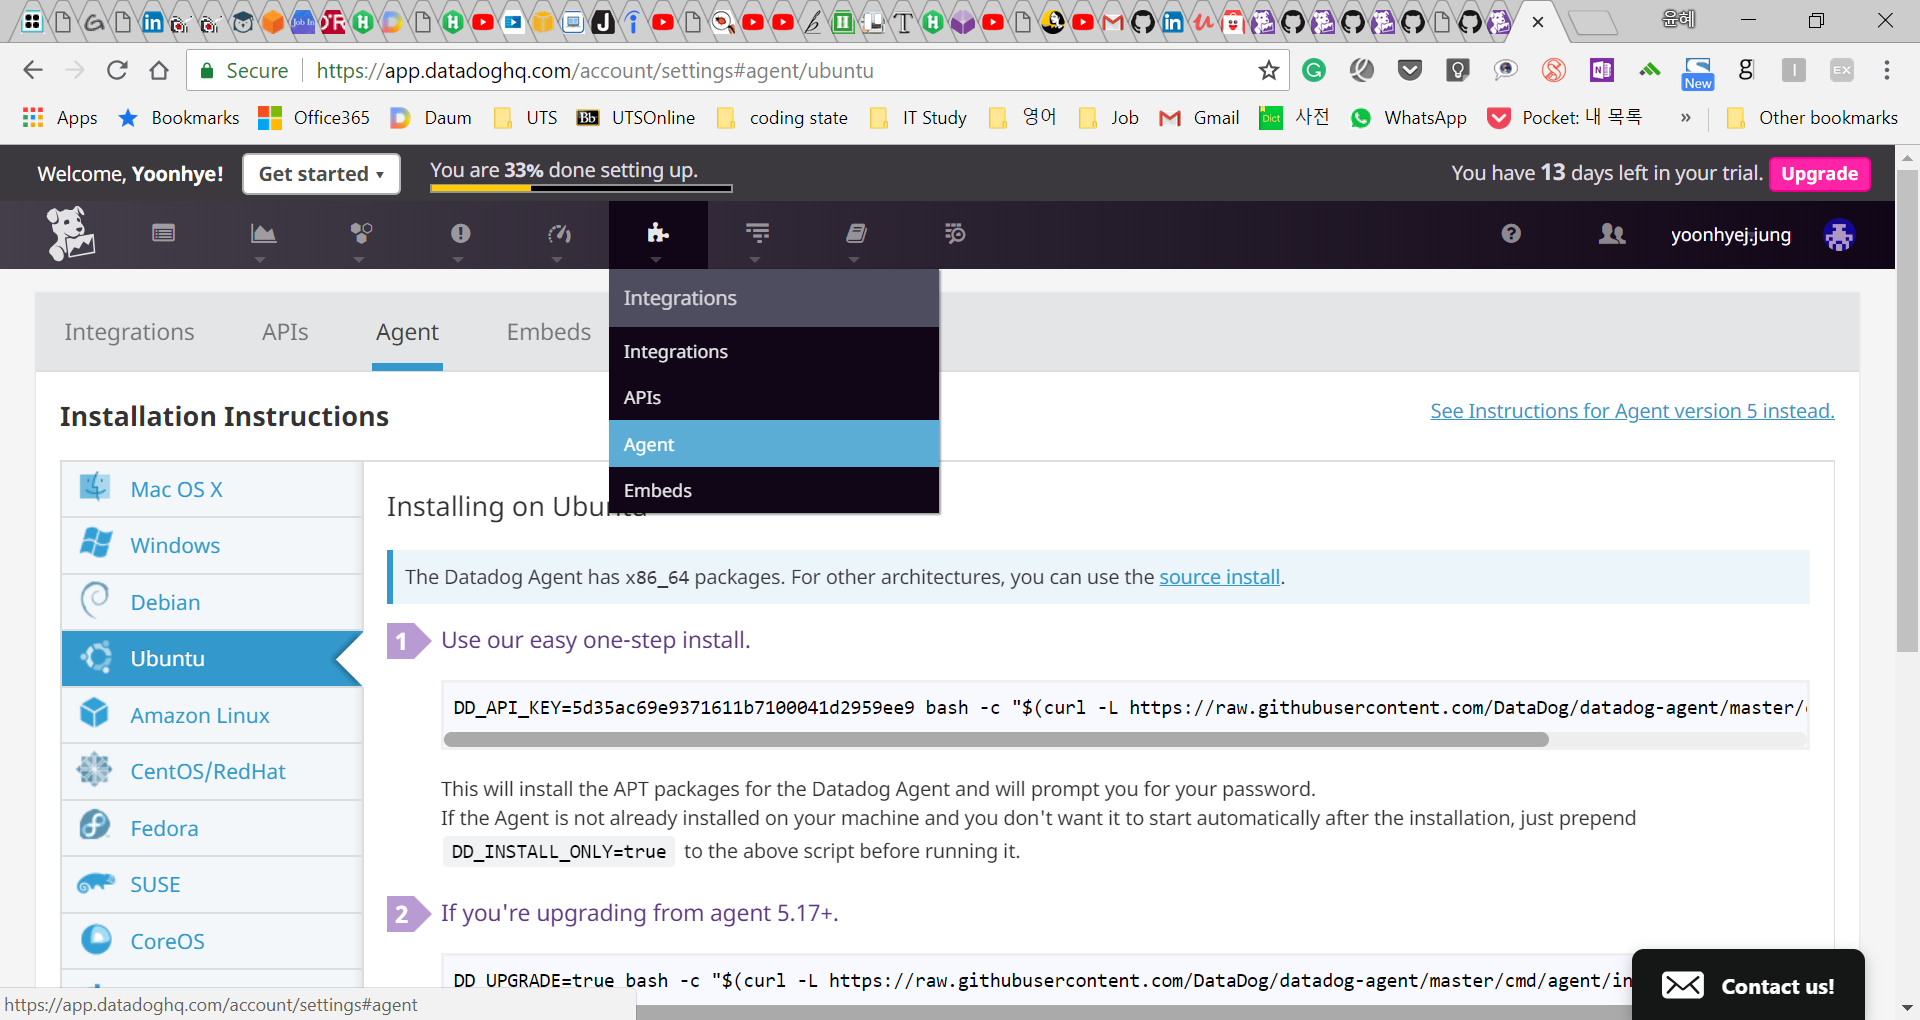 윤혜
Secure https://app.datadoghq.com/account/settings#agent/ubuntu
New
Apps Bookmarks Office365 Daum UTS Bb UTSOnline coding state IT Study 영어 Job Gmail Dict 사전 WhatsApp Pocket: 내 목록 » Other bookmarks
Welcome, Yoonhye! Get started You are 33% done setting up. You have 13 days left in your trial. Upgrade
yoonhyej.jung
Integrations
Integrations APIs Agent Embeds
Integrations
APIs
Agent
Embeds
Installation Instructions See Instructions for Agent version 5 instead.
Mac OS X
Windows
Debian
Ubuntu
Amazon Linux
CentOS/RedHat
Fedora
SUSE
CoreOS
Installing on Ubuntu
The Datadog Agent has x86_64 packages. For other architectures, you can use the source install.
1 Use our easy one-step install.
DD_API_KEY=5d35ac69e9371611b7100041d2959ee9 bash -c "$(curl -L https://raw.githubusercontent.com/DataDog/datadog-agent/master/
This will install the APT packages for the Datadog Agent and will prompt you for your password.
If the Agent is not already installed on your machine and you don't want it to start automatically after the installation, just prepend
DD_INSTALL_ONLY=true to the above script before running it.
2 If you're upgrading from agent 5.17+.
DD_UPGRADE=true bash -c "$(curl -L https://raw.githubusercontent.com/DataDog/datadog-agent/master/cmd/agent/in
Contact us!
https://app.datadoghq.com/account/settings#agent